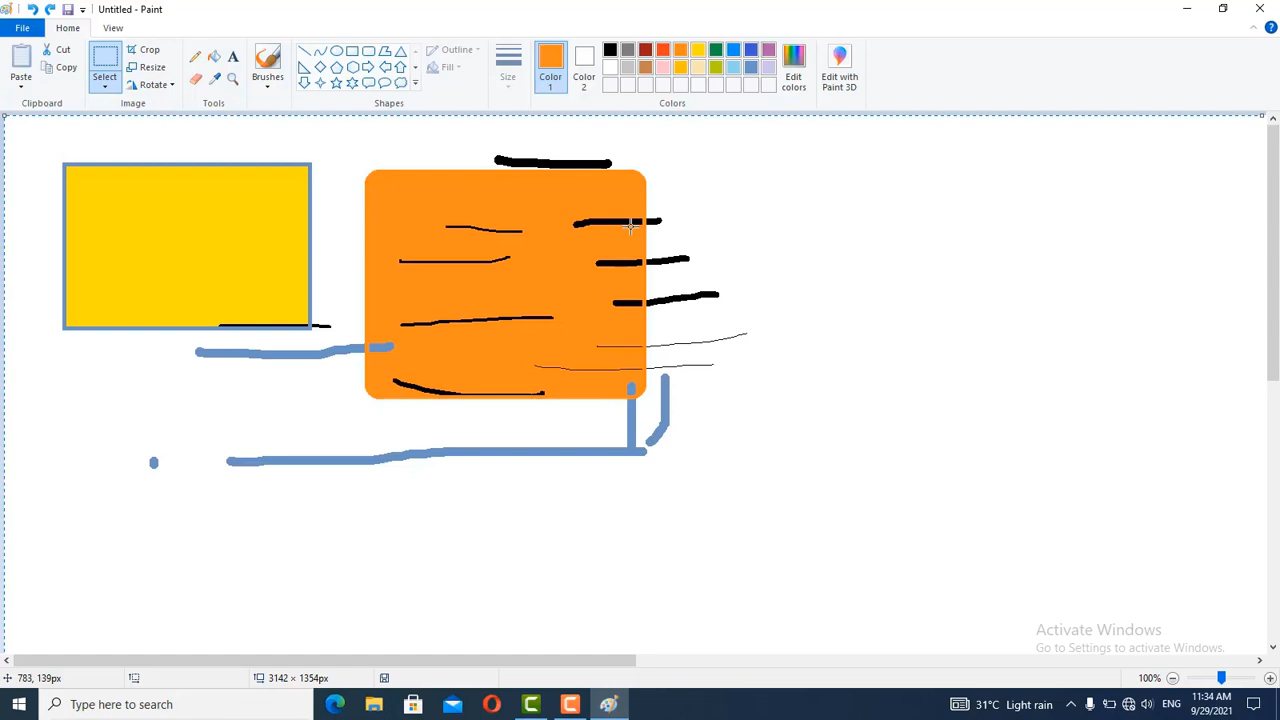 Untitled - Paint
File Home View
Paste
Cut
Copy
Clipboard
Select
Crop
Resize
Rotate
Image
Tools
Brushes
Outline
Fill
Shapes
Size
Color 1
Color 2
Edit colors
Edit with Paint 3D
Colors
Activate Windows
Go to Settings to activate Windows.
783, 139px
3142 × 1354px
100%
Type here to search
31°C Light rain
ENG
11:34 AM
9/29/2021